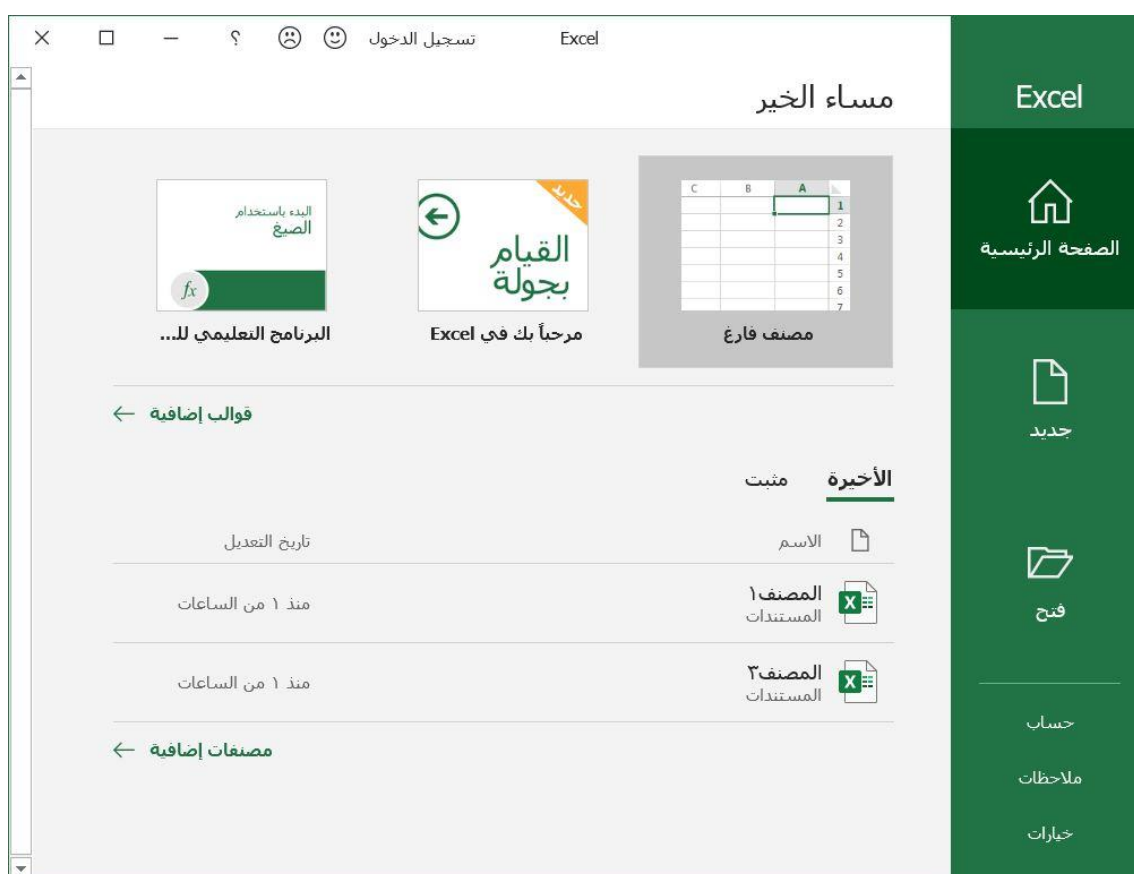 Excel
تسجيل الدخول
؟
Excel
الصفحة الرئيسية
جديد
فتح
حساب
ملاحظات
خيارات
مساء الخير
A B C
1
2
3
4
5
6
7
مصنف فارغ
جديد
القيام
بجولة
مرحباً بك في Excel
البدء باستخدام
الصيغ
fx
البرنامج التعليمي للـ...
قوالب إضافية
الأخيرة مثبت
الاسم تاريخ التعديل
المصنف١ منذ ١ من الساعات
المستندات
المصنف٣ منذ ١ من الساعات
المستندات
مصنفات إضافية